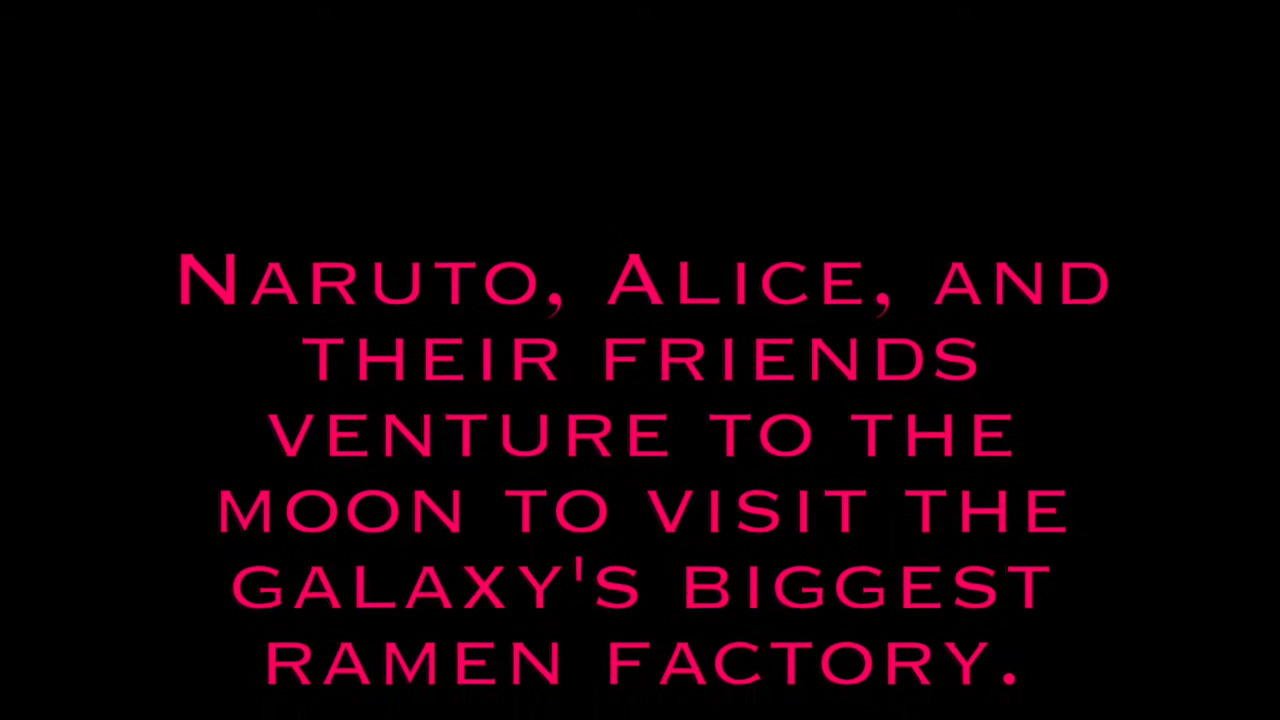 Naruto, Alice, and
their friends
venture to the
moon to visit the
galaxy's biggest
ramen factory.